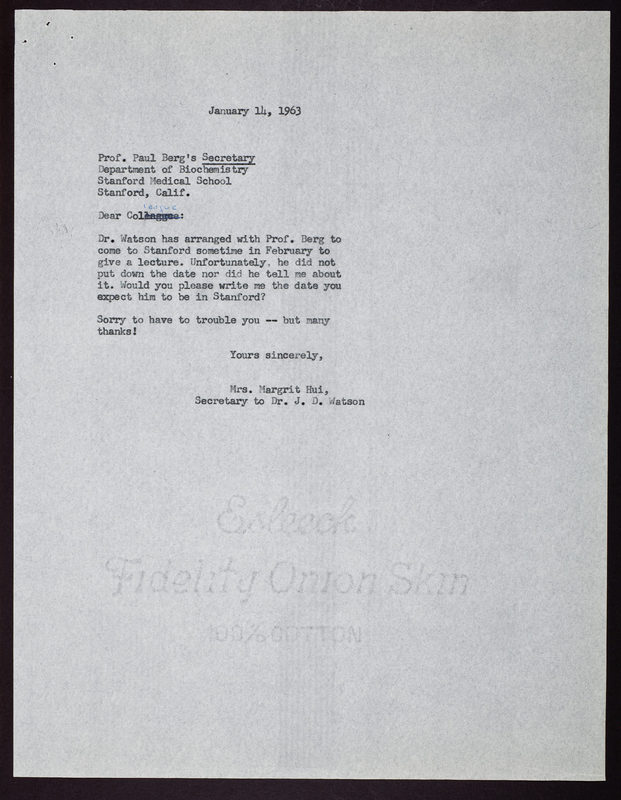 January 14, 1963
Prof. Paul Berg's Secretary
Department of Biochemistry
Stanford Medical School
Stanford, Calif.
league
Dear Colleague:
Dr. Watson has arranged with Prof. Berg to
come to Stanford sometime in February to
give a lecture. Unfortunately, he did not
put down the date nor did he tell me about
it. Would you please write me the date you
expect him to be in Stanford?
Sorry to have to trouble you -- but many
thanks!
Yours sincerely,
Mrs. Margrit Hui,
Secretary to Dr. J. D. Watson
Esleeck
Fidelity Onion Skin
100% COTTON